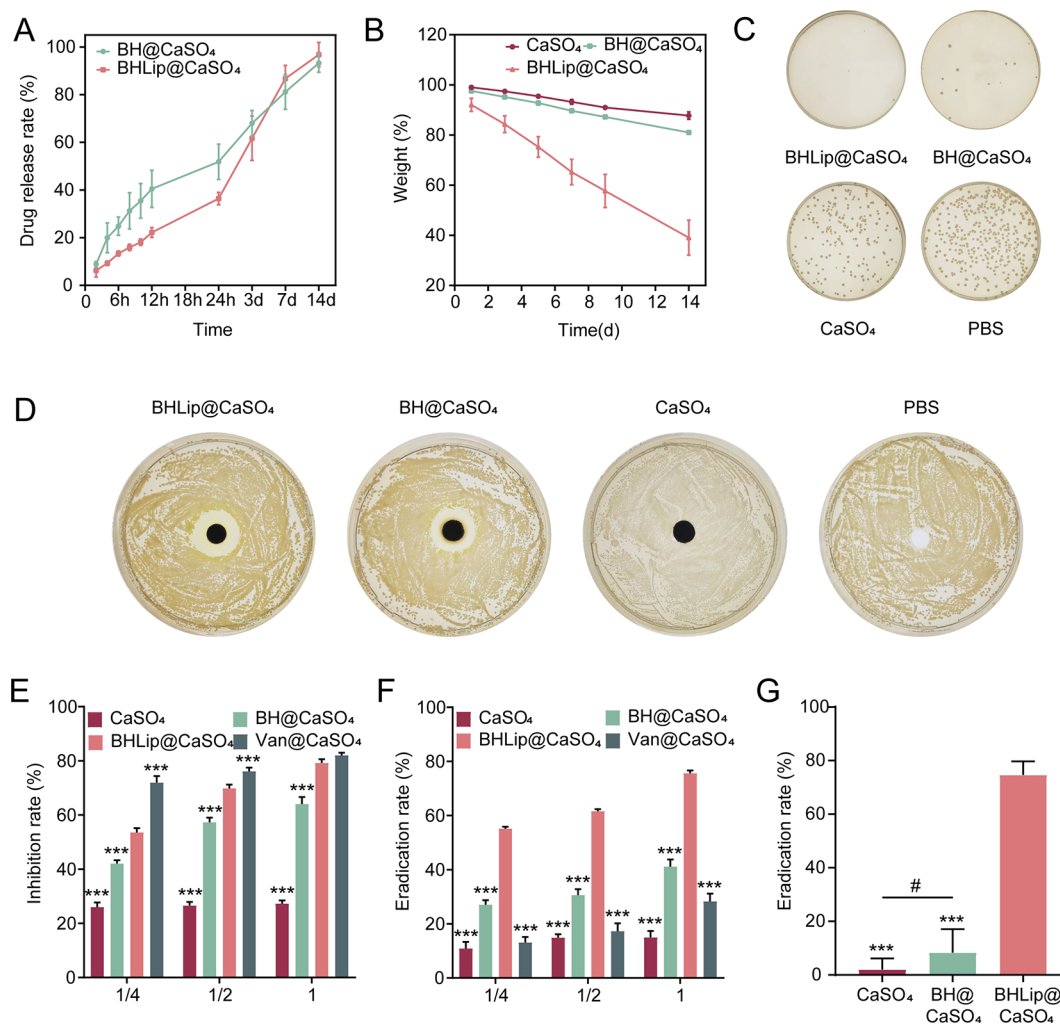 A
BH@CaSO₄
BHLip@CaSO₄
Drug release rate (%)
100
80
60
40
20
0
0 6h 12h 18h 24h 3d 7d 14d
Time
B
CaSO₄ BH@CaSO₄
BHLip@CaSO₄
Weight (%)
120
100
80
60
40
20
0 2 4 6 8 10 12 14
Time(d)
C
BHLip@CaSO₄ BH@CaSO₄
CaSO₄ PBS
D
BHLip@CaSO₄ BH@CaSO₄ CaSO₄ PBS
E
CaSO₄ BH@CaSO₄
BHLip@CaSO₄ Van@CaSO₄
Inhibition rate (%)
100
80
60
40
20
0
*** *** ***
*** *** ***
*** ***
1/4 1/2 1
F
CaSO₄ BH@CaSO₄
BHLip@CaSO₄ Van@CaSO₄
Eradication rate (%)
100
80
60
40
20
0
*** *** ***
*** *** ***
*** *** ***
1/4 1/2 1
G
Eradication rate (%)
100
80
60
40
20
0
#
*** ***
CaSO₄ BH@ BHLip@
CaSO₄ CaSO₄